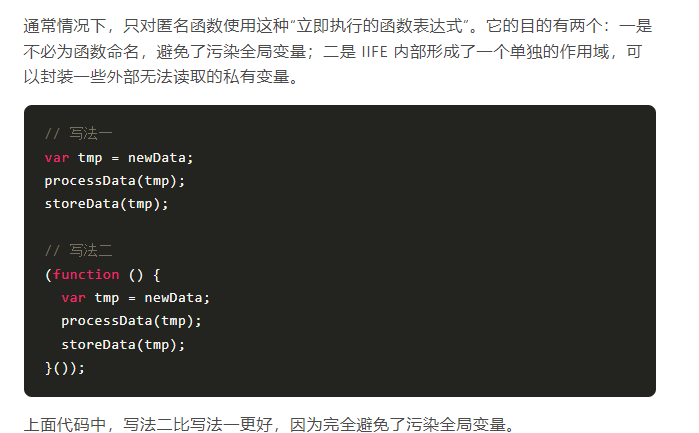 通常情况下，只对匿名函数使用这种“立即执行的函数表达式”。它的目的有两个：一是
不必为函数命名，避免了污染全局变量；二是 IIFE 内部形成了一个单独的作用域，可
以封装一些外部无法读取的私有变量。
// 写法一
var tmp = newData;
processData(tmp);
storeData(tmp);
// 写法二
(function () {
  var tmp = newData;
  processData(tmp);
  storeData(tmp);
}());
上面代码中，写法二比写法一更好，因为完全避免了污染全局变量。